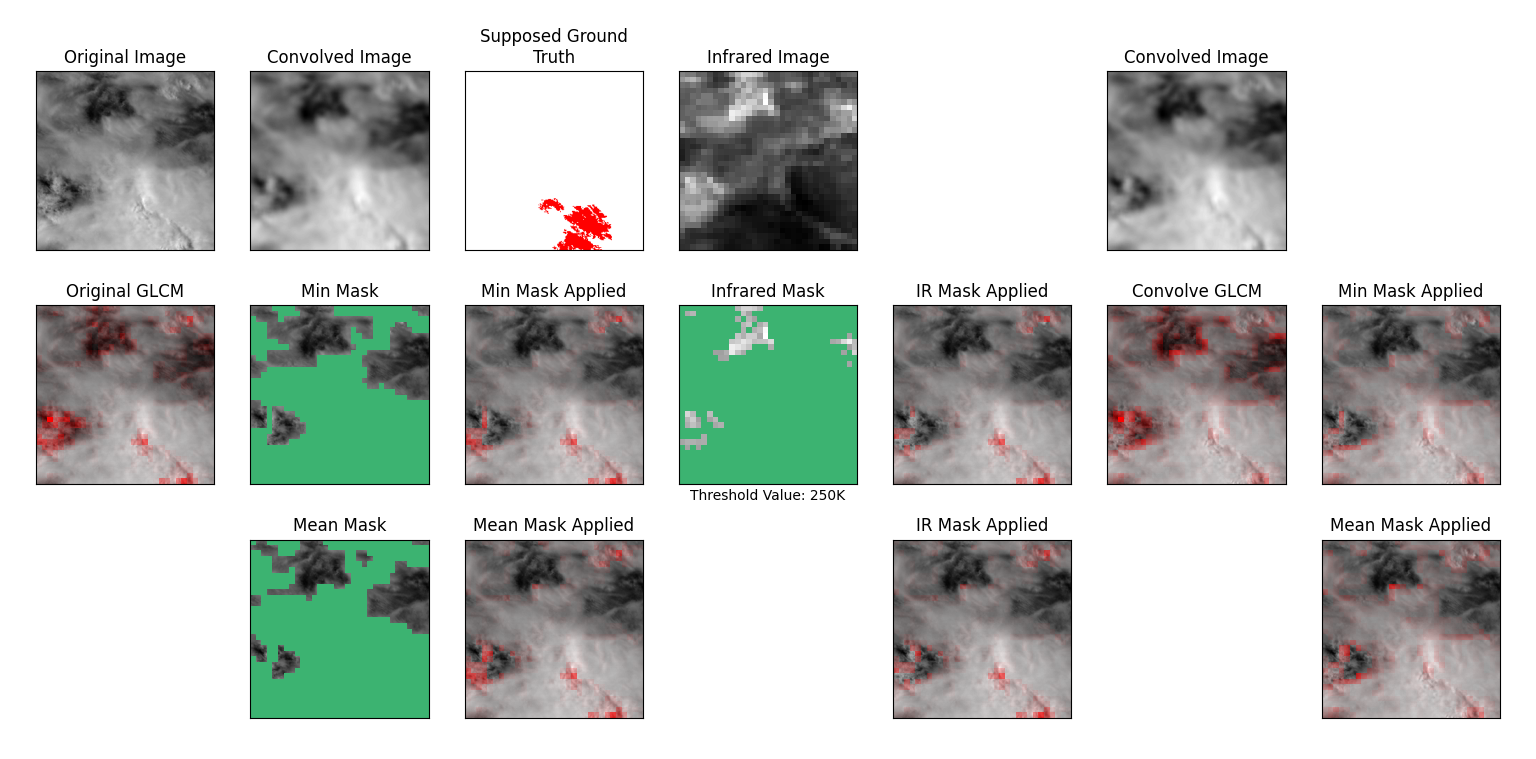 Original Image
Convolved Image
Supposed Ground
Truth
Infrared Image
Convolved Image
Original GLCM
Min Mask
Min Mask Applied
Infrared Mask
IR Mask Applied
Convolve GLCM
Min Mask Applied
Threshold Value: 250K
Mean Mask
Mean Mask Applied
IR Mask Applied
Mean Mask Applied